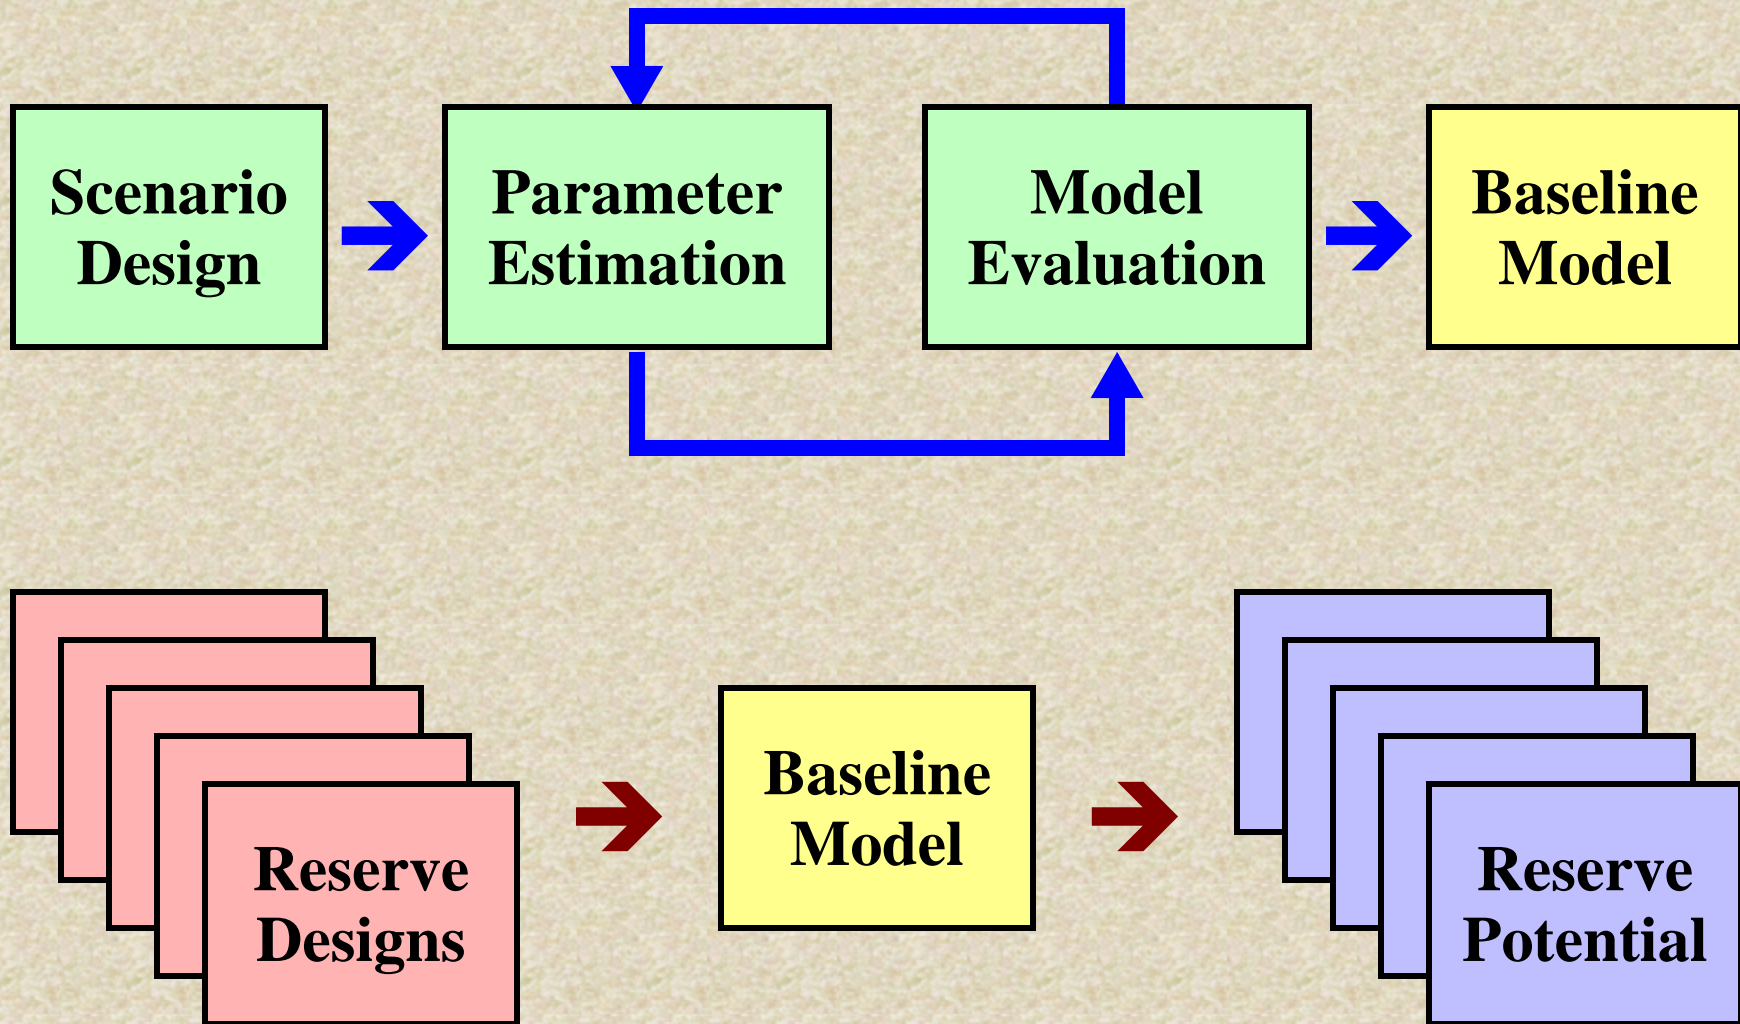 Scenario
Design
Parameter
Estimation
Model
Evaluation
Baseline
Model
Reserve
Designs
Baseline
Model
Reserve
Potential